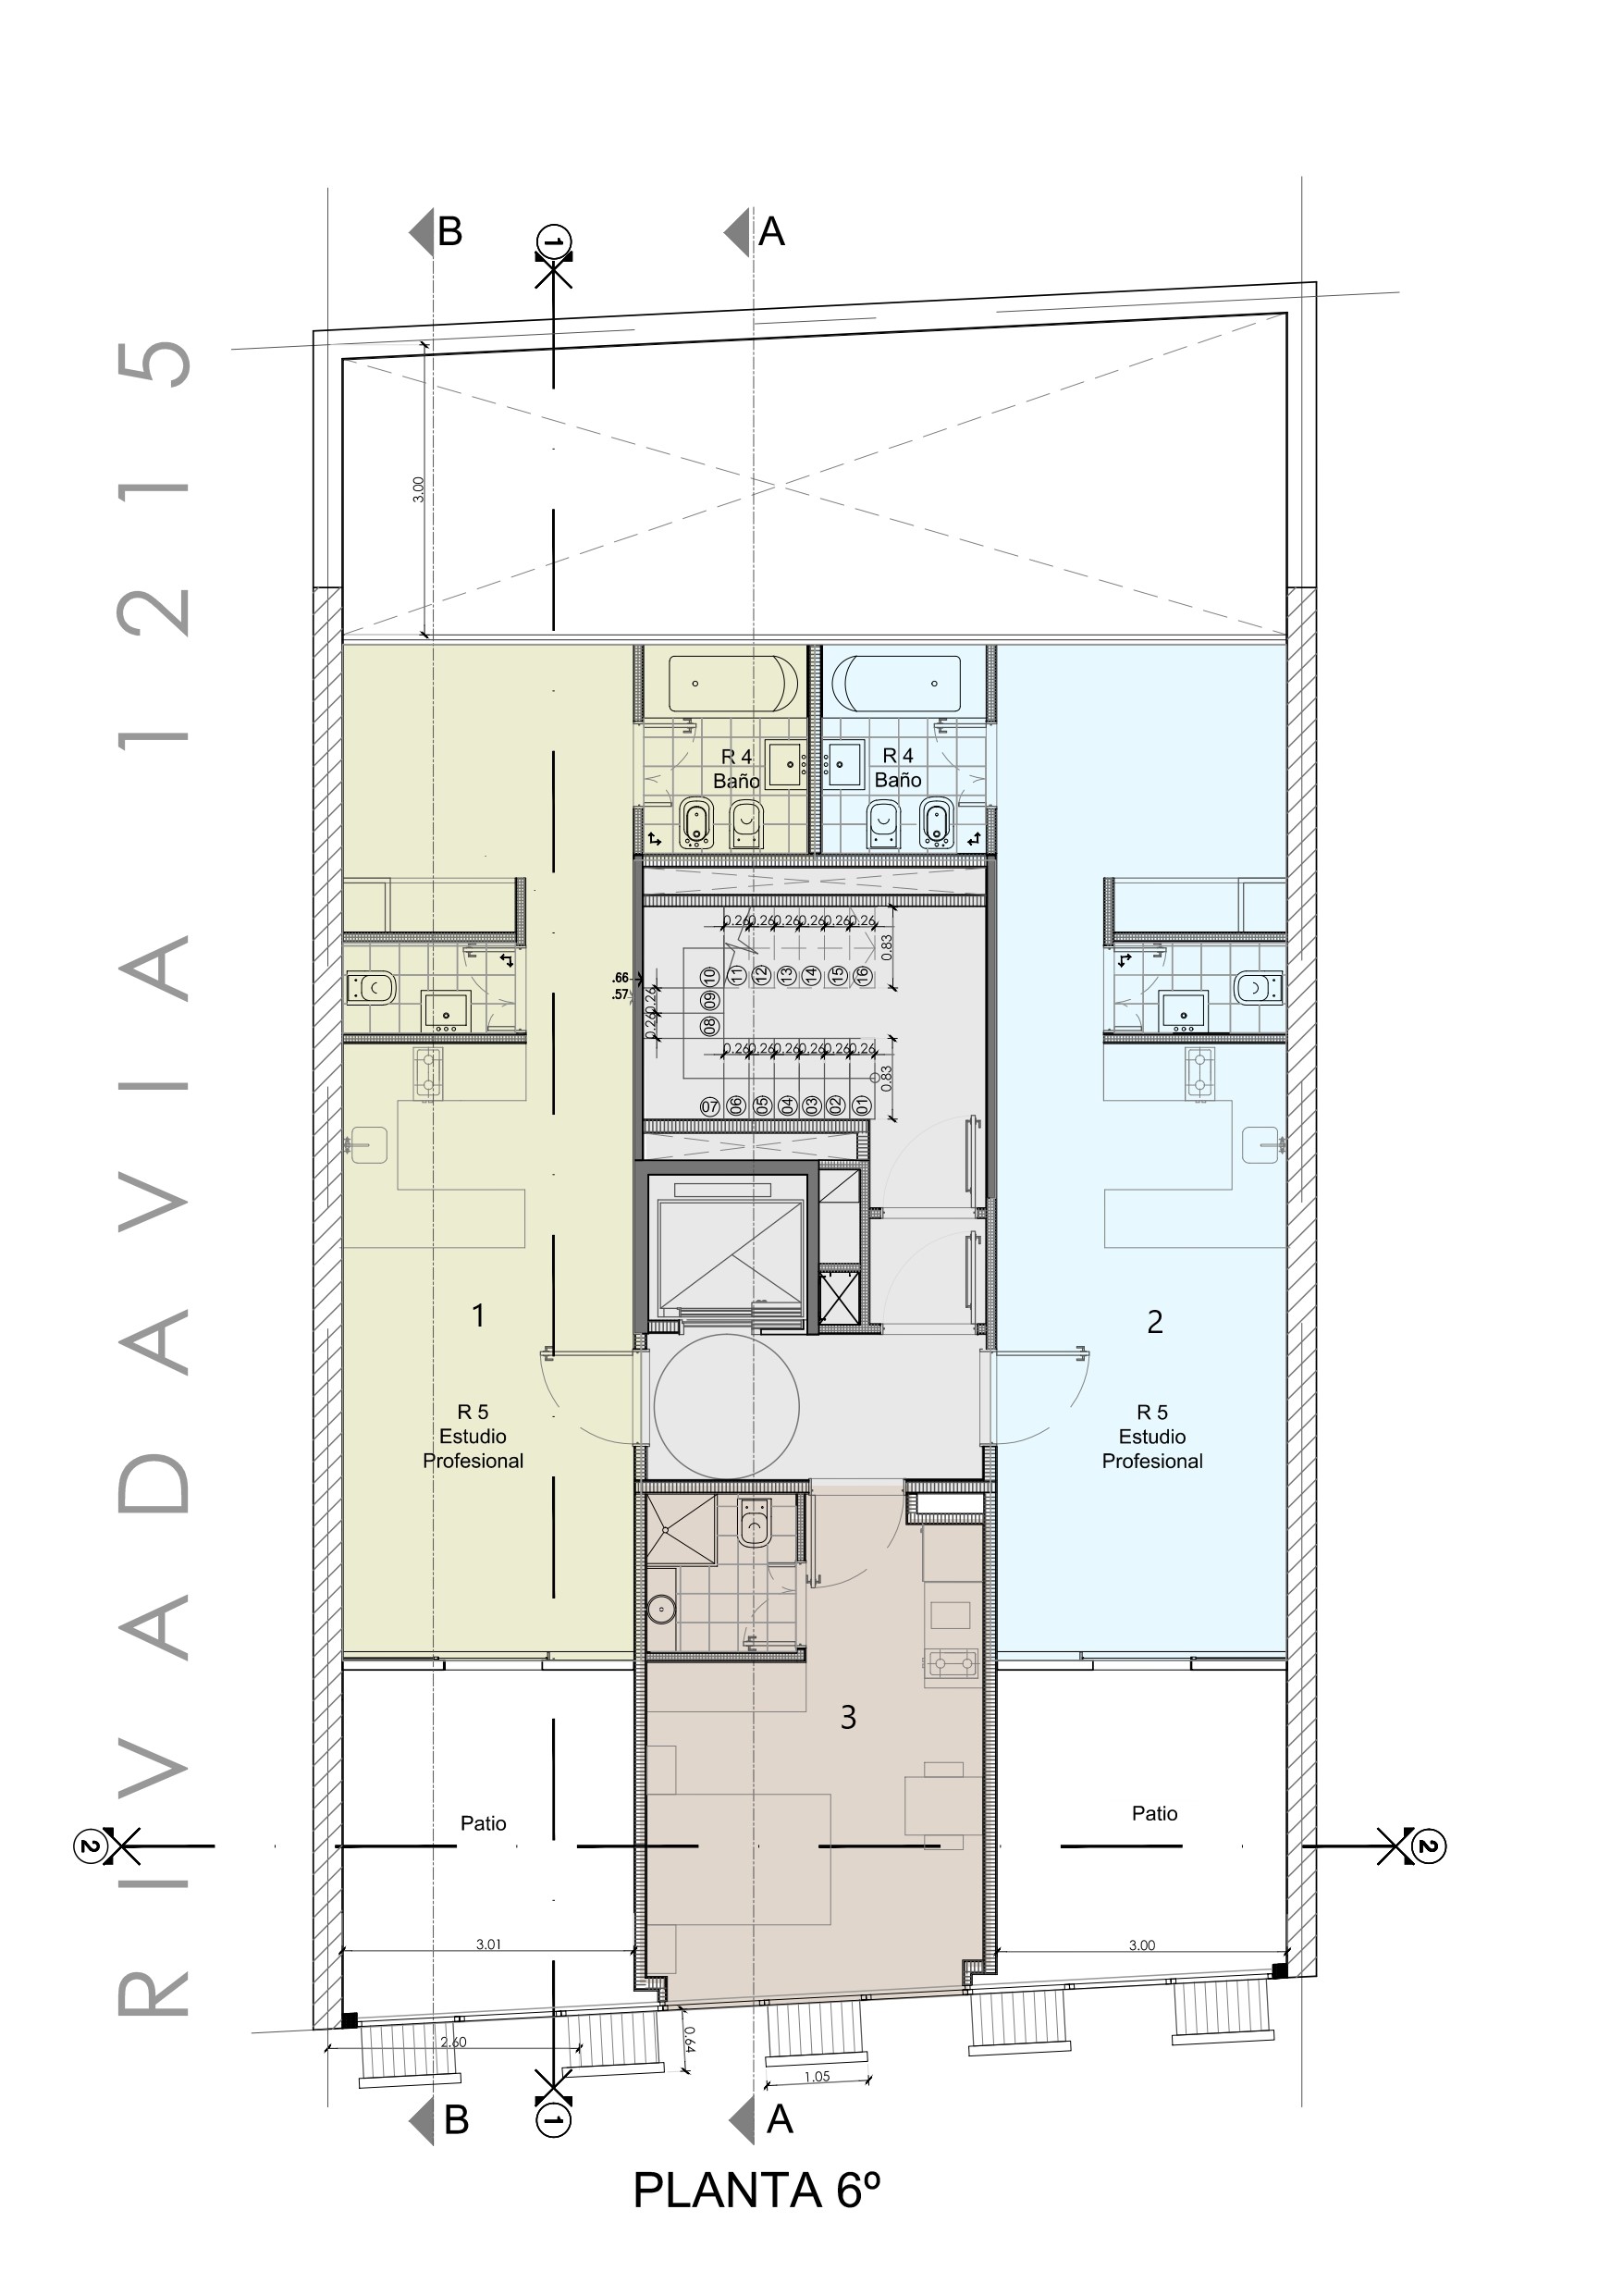 RIVADAVIA 1215
B
1
A
3.00
R 4
Baño
R 4
Baño
0.26 0.26 0.26 0.26 0.26 0.26
0.83
10 11 12 13 14 15 16
.66
.57
09
0.26
08
0.26
0.26 0.26 0.26 0.26 0.26 0.26
0.83
07 06 05 04 03 02 01
1
2
R 5
Estudio
Profesional
R 5
Estudio
Profesional
3
Patio
Patio
2
2
3.01
3.00
2.60
0.64
1.05
B
1
A
PLANTA 6º